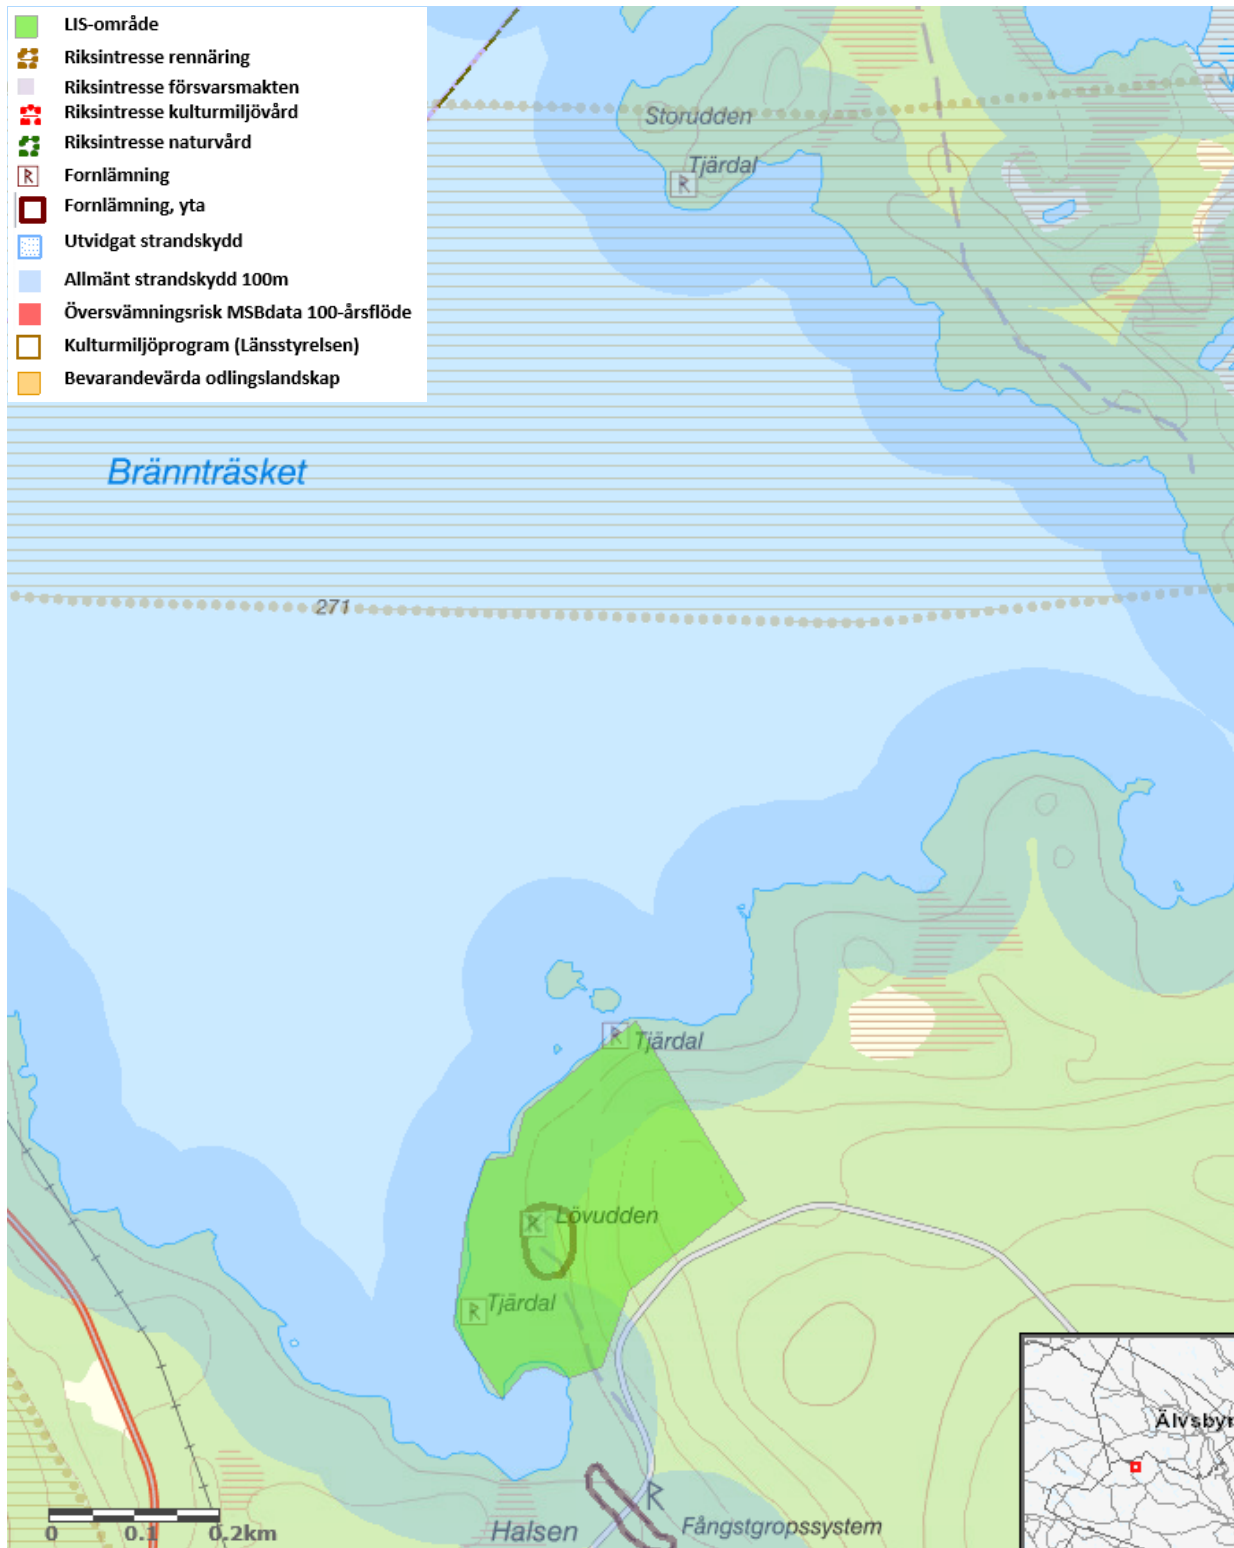 LIS-område
Riksintresse rennäring
Riksintresse försvarsmakten
Riksintresse kulturmiljövård
Riksintresse naturvård
R Fornlämning
Fornlämning, yta
Utvidgat strandskydd
Allmänt strandskydd 100m
Översvämningsrisk MSBdata 100-årsflöde
Kulturmiljöprogram (Länsstyrelsen)
Bevarandevärda odlingslandskap
Storudden
Tjärdal
R
Brännträsket
271
R Tjärdal
R Lövudden
R Tjärdal
Älvsbyn
R
Halsen
Fångstgropssystem
0 0.1 0.2km